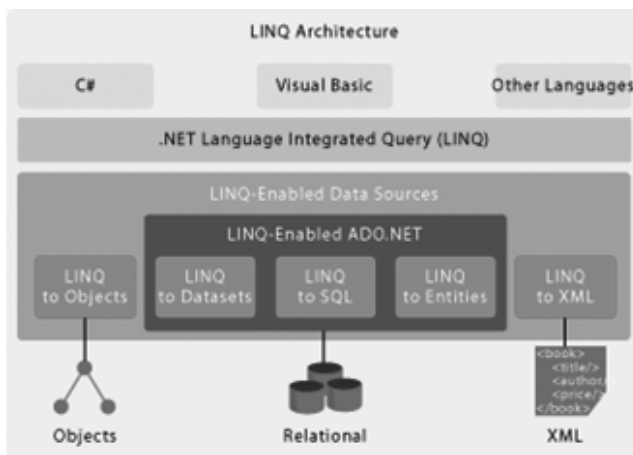 LINQ Architecture
C#
Visual Basic
Other Languages
.NET Language Integrated Query (LINQ)
LINQ-Enabled Data Sources
LINQ-Enabled ADO.NET
LINQ
to Objects
LINQ
to Datasets
LINQ
to SQL
LINQ
to Entities
LINQ
to XML
<book>
<title/>
<author/
<price/>
</book>
Objects
Relational
XML